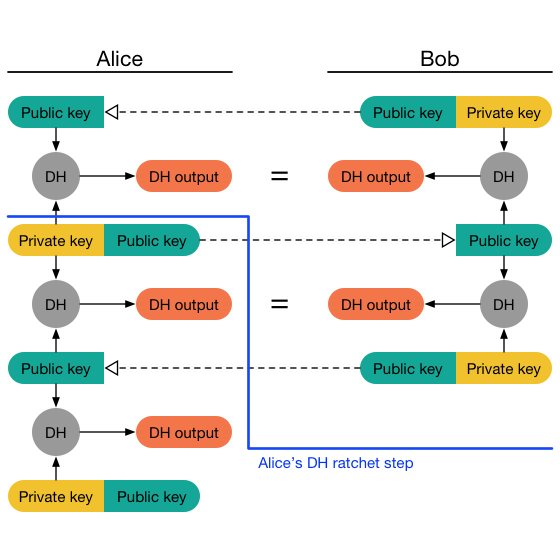 Alice Bob
Public key Public key Private key
DH DH output = DH output DH
Private key Public key Public key
DH DH output = DH output DH
Public key Public key Private key
DH DH output
Alice’s DH ratchet step
Private key Public key